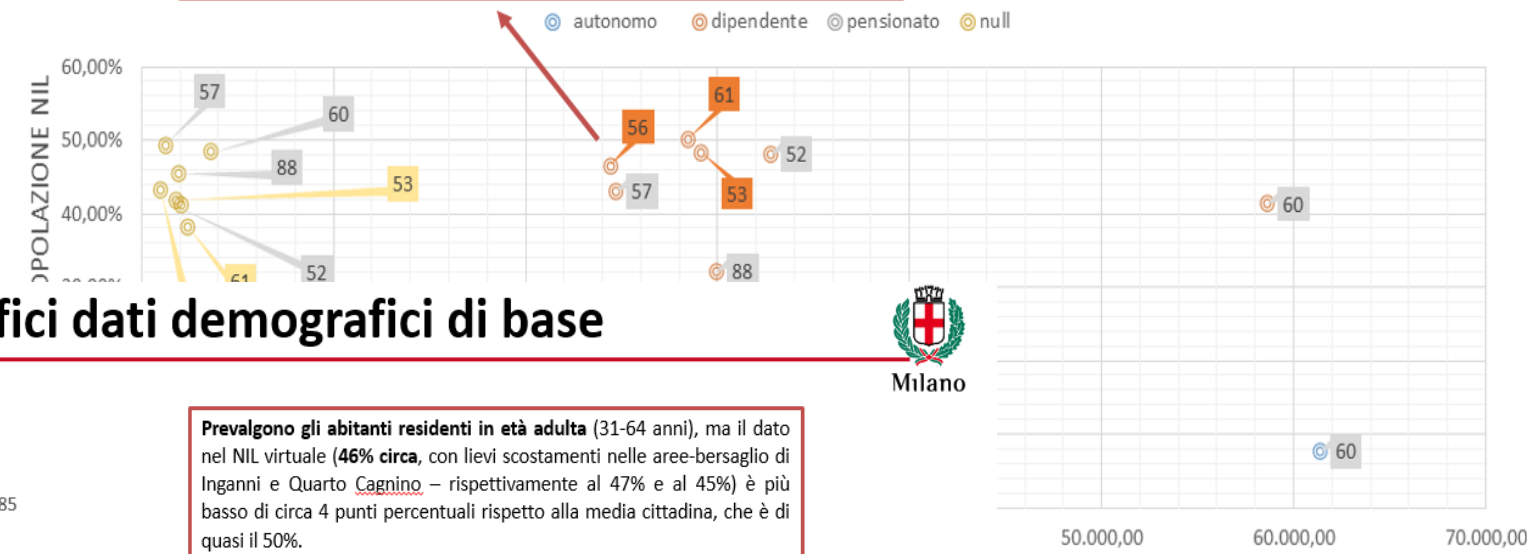 autonomo dipendente pensionato null
OPOLAZIONE NIL
60,00%
50,00%
40,00%
57
60
88
53
52
61
56
61
53
52
57
88
60
60
fici dati demografici di base
Milano
Prevalgono gli abitanti residenti in età adulta (31-64 anni), ma il dato
nel NIL virtuale (46% circa, con lievi scostamenti nelle aree-bersaglio di
Inganni e Quarto Cagnino – rispettivamente al 47% e al 45%) è più
basso di circa 4 punti percentuali rispetto alla media cittadina, che è di
quasi il 50%.
85
50.000,00 60.000,00 70.000,00